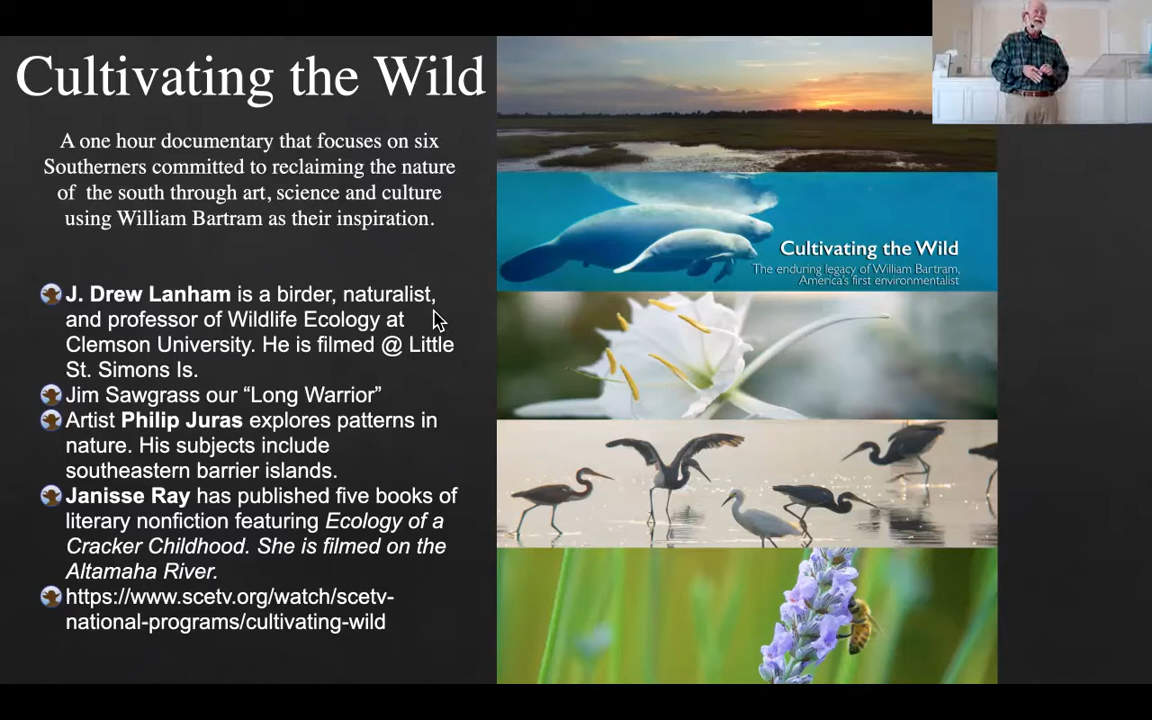 Cultivating the Wild
A one hour documentary that focuses on six
Southerners committed to reclaiming the nature
of the south through art, science and culture
using William Bartram as their inspiration.
J. Drew Lanham is a birder, naturalist,
and professor of Wildlife Ecology at
Clemson University. He is filmed @ Little
St. Simons Is.
Jim Sawgrass our “Long Warrior”
Artist Philip Juras explores patterns in
nature. His subjects include
southeastern barrier islands.
Janisse Ray has published five books of
literary nonfiction featuring Ecology of a
Cracker Childhood. She is filmed on the
Altamaha River.
https://www.scetv.org/watch/scetv-
national-programs/cultivating-wild
Cultivating the Wild
The enduring legacy of William Bartram,
America's first environmentalist